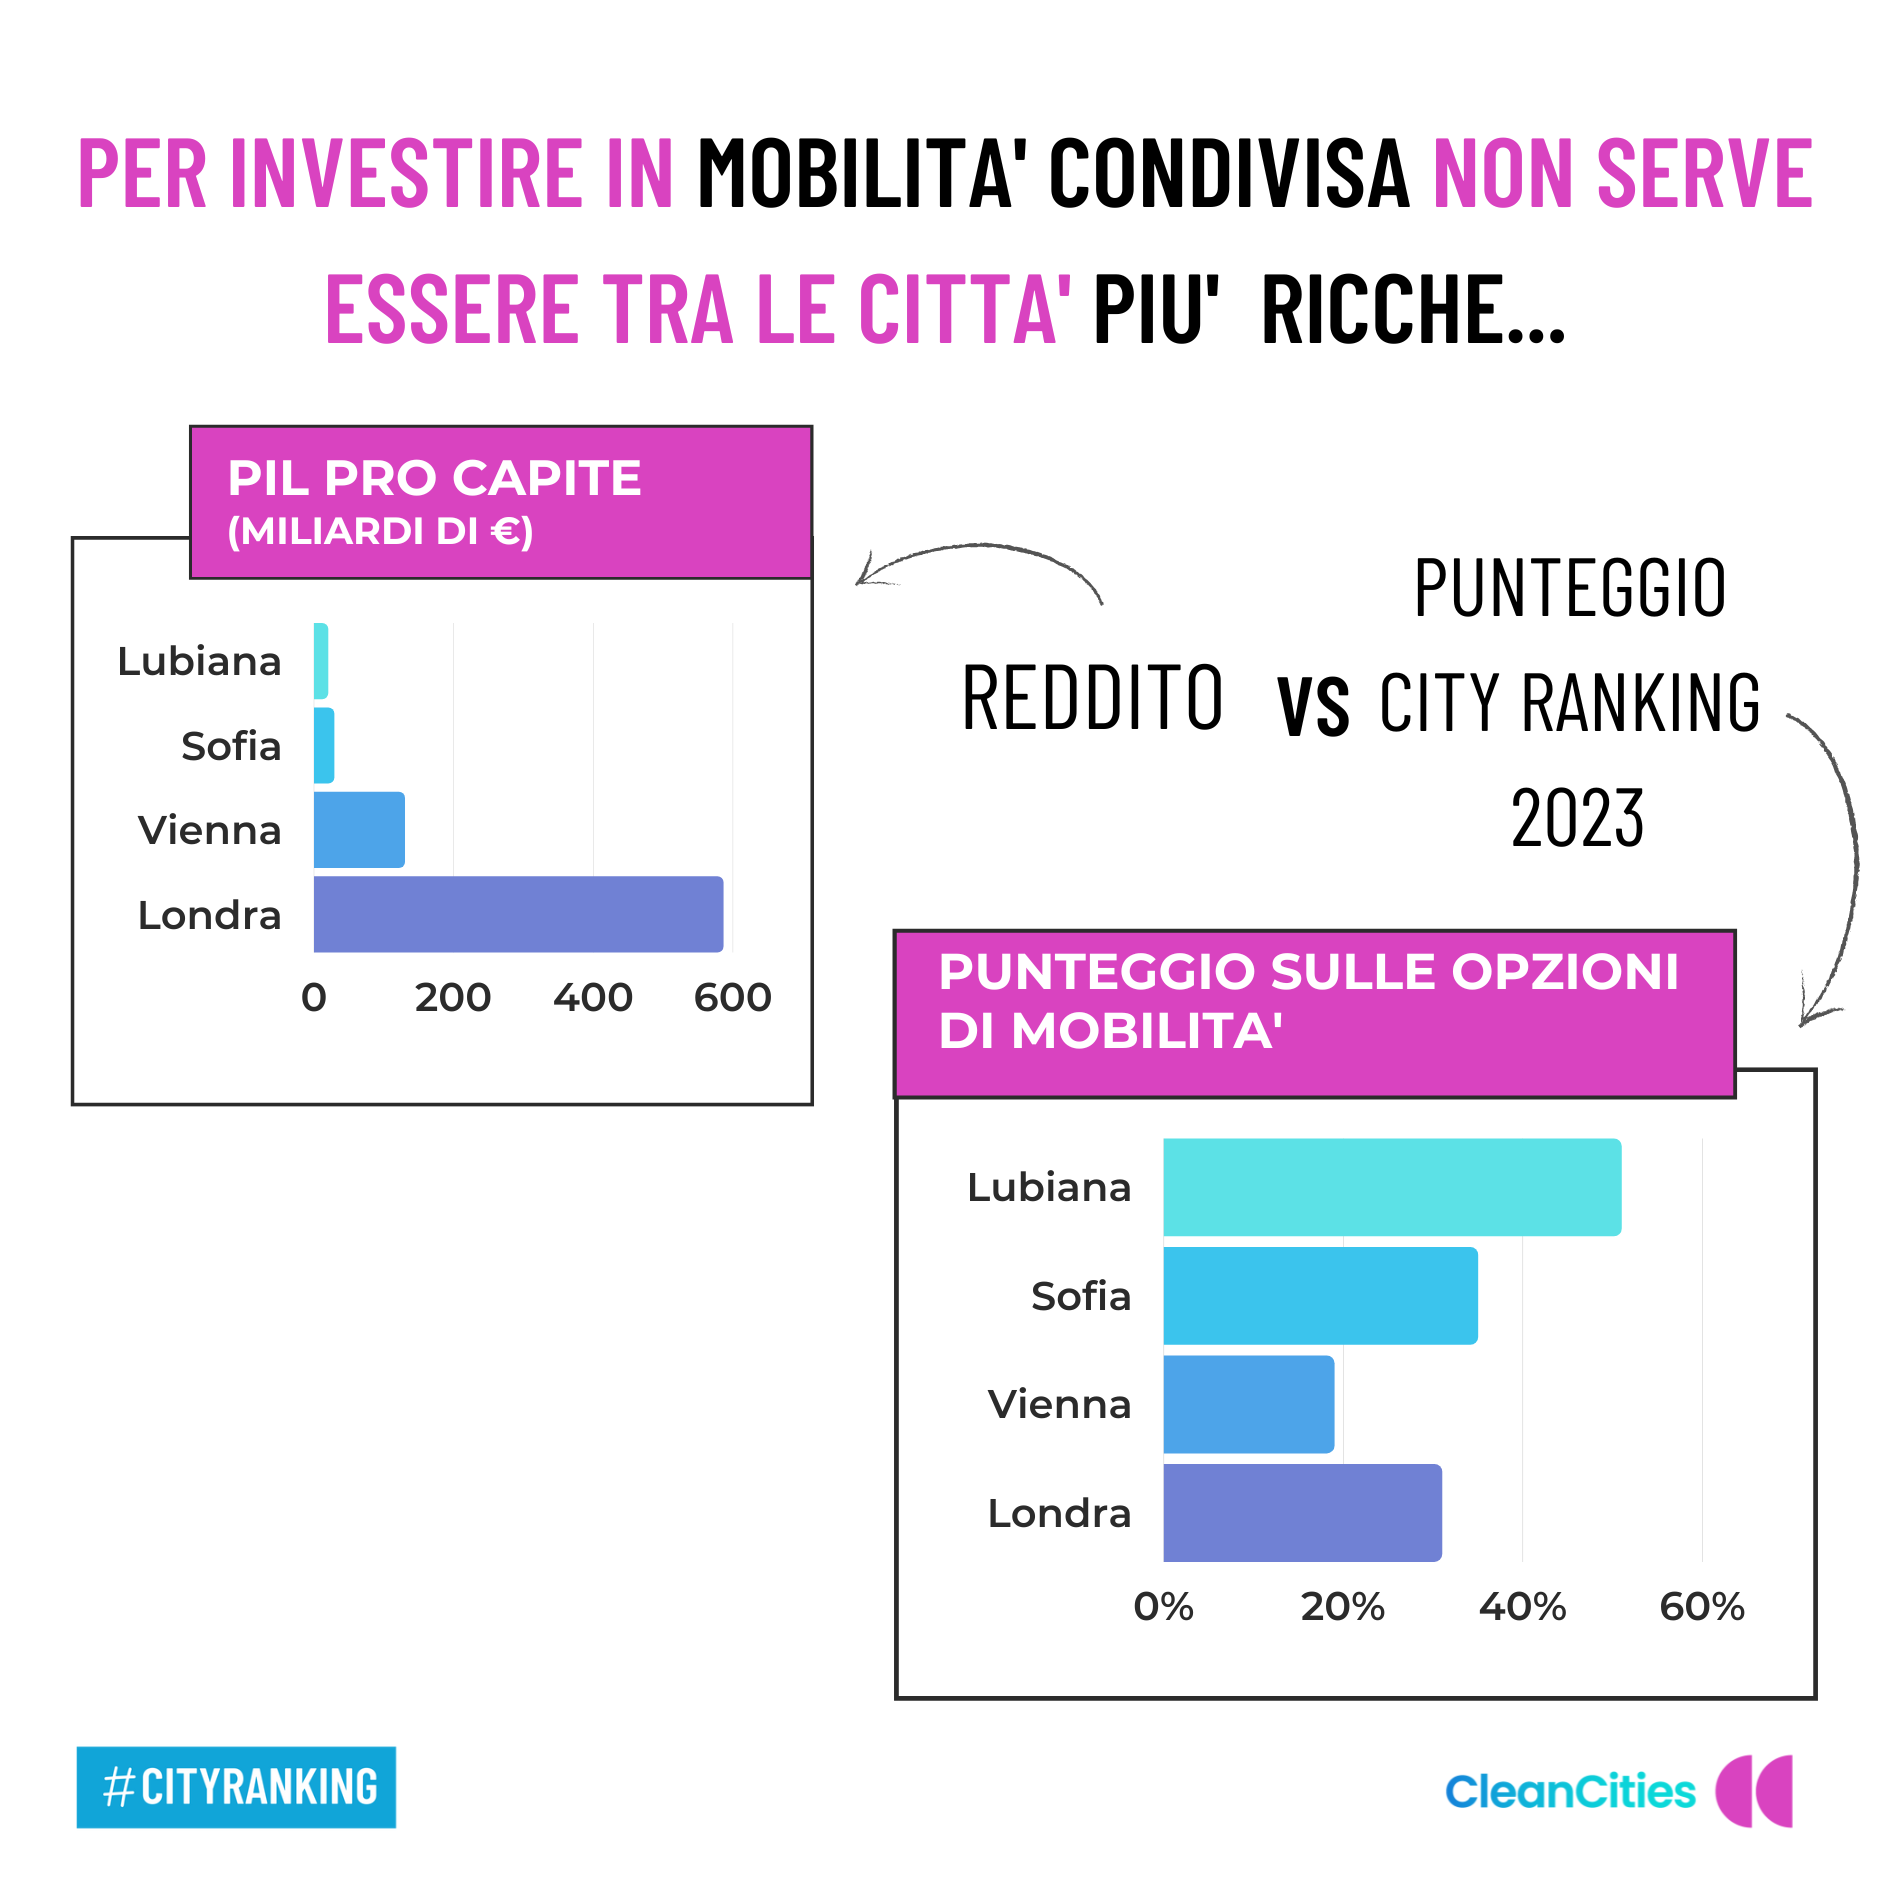 PER INVESTIRE IN MOBILITA' CONDIVISA NON SERVE
ESSERE TRA LE CITTA' PIU' RICCHE...
PIL PRO CAPITE
(MILIARDI DI €)
Lubiana
Sofia
Vienna
Londra
0 200 400 600
REDDITO VS
PUNTEGGIO
CITY RANKING
2023
PUNTEGGIO SULLE OPZIONI
DI MOBILITA'
Lubiana
Sofia
Vienna
Londra
0% 20% 40% 60%
#CITYRANKING
CleanCities